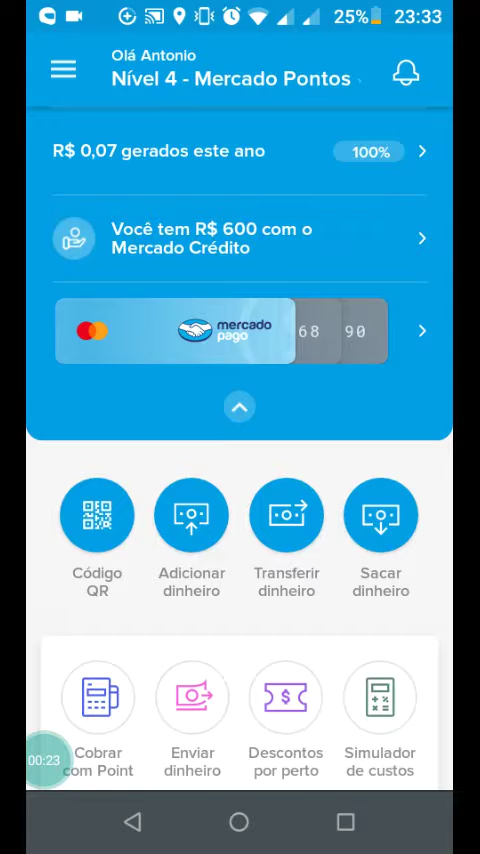 25% 23:33
Olá Antonio
Nível 4 - Mercado Pontos
R$ 0,07 gerados este ano 100%
Você tem R$ 600 com o
Mercado Crédito
mercado
pago 68 90
Código
QR
Adicionar
dinheiro
Transferir
dinheiro
Sacar
dinheiro
Cobrar
com Point
Enviar
dinheiro
Descontos
por perto
Simulador
de custos
00:23